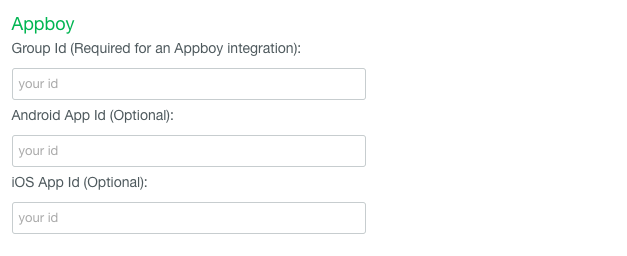 Appboy
Group Id (Required for an Appboy integration):
your id
Android App Id (Optional):
your id
iOS App Id (Optional):
your id